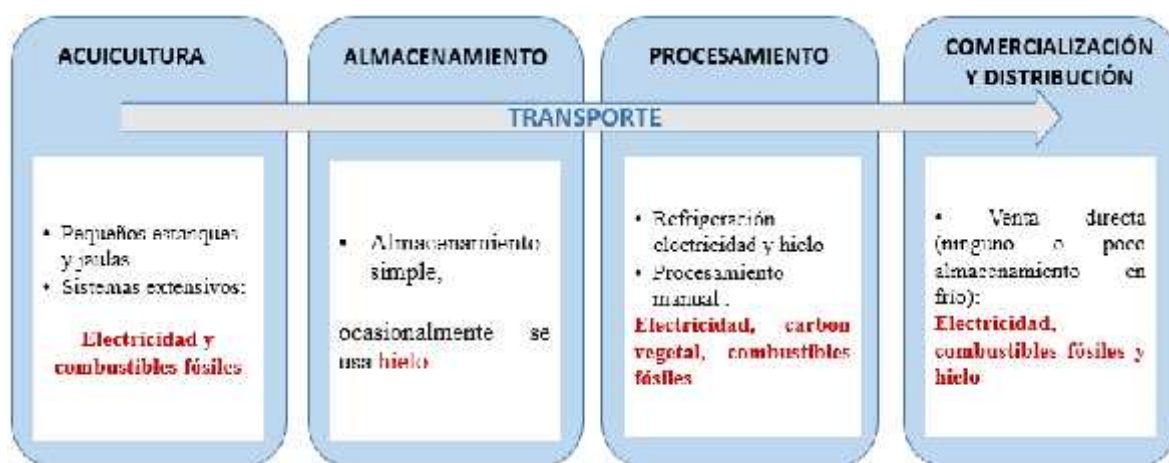 ACUICULTURA
ALMACENAMIENTO
PROCESAMIENTO
COMERCIALIZACIÓN
Y DISTRIBUCIÓN
TRANSPORTE
• Pequeños estanques
y jaulas
• Sistemas extensivos:
Electricidad y
combustibles fósiles
• Almacenamiento
simple,
ocasionalmente se
usa hielo
• Refrigeración
electricidad y hielo
• Procesamiento
manual .
Electricidad, carbon
vegetal, combustibles
fósiles
• Venta directa
(ninguno o poco
almacenamiento en
frío):
Electricidad,
combustibles fósiles y
hielo